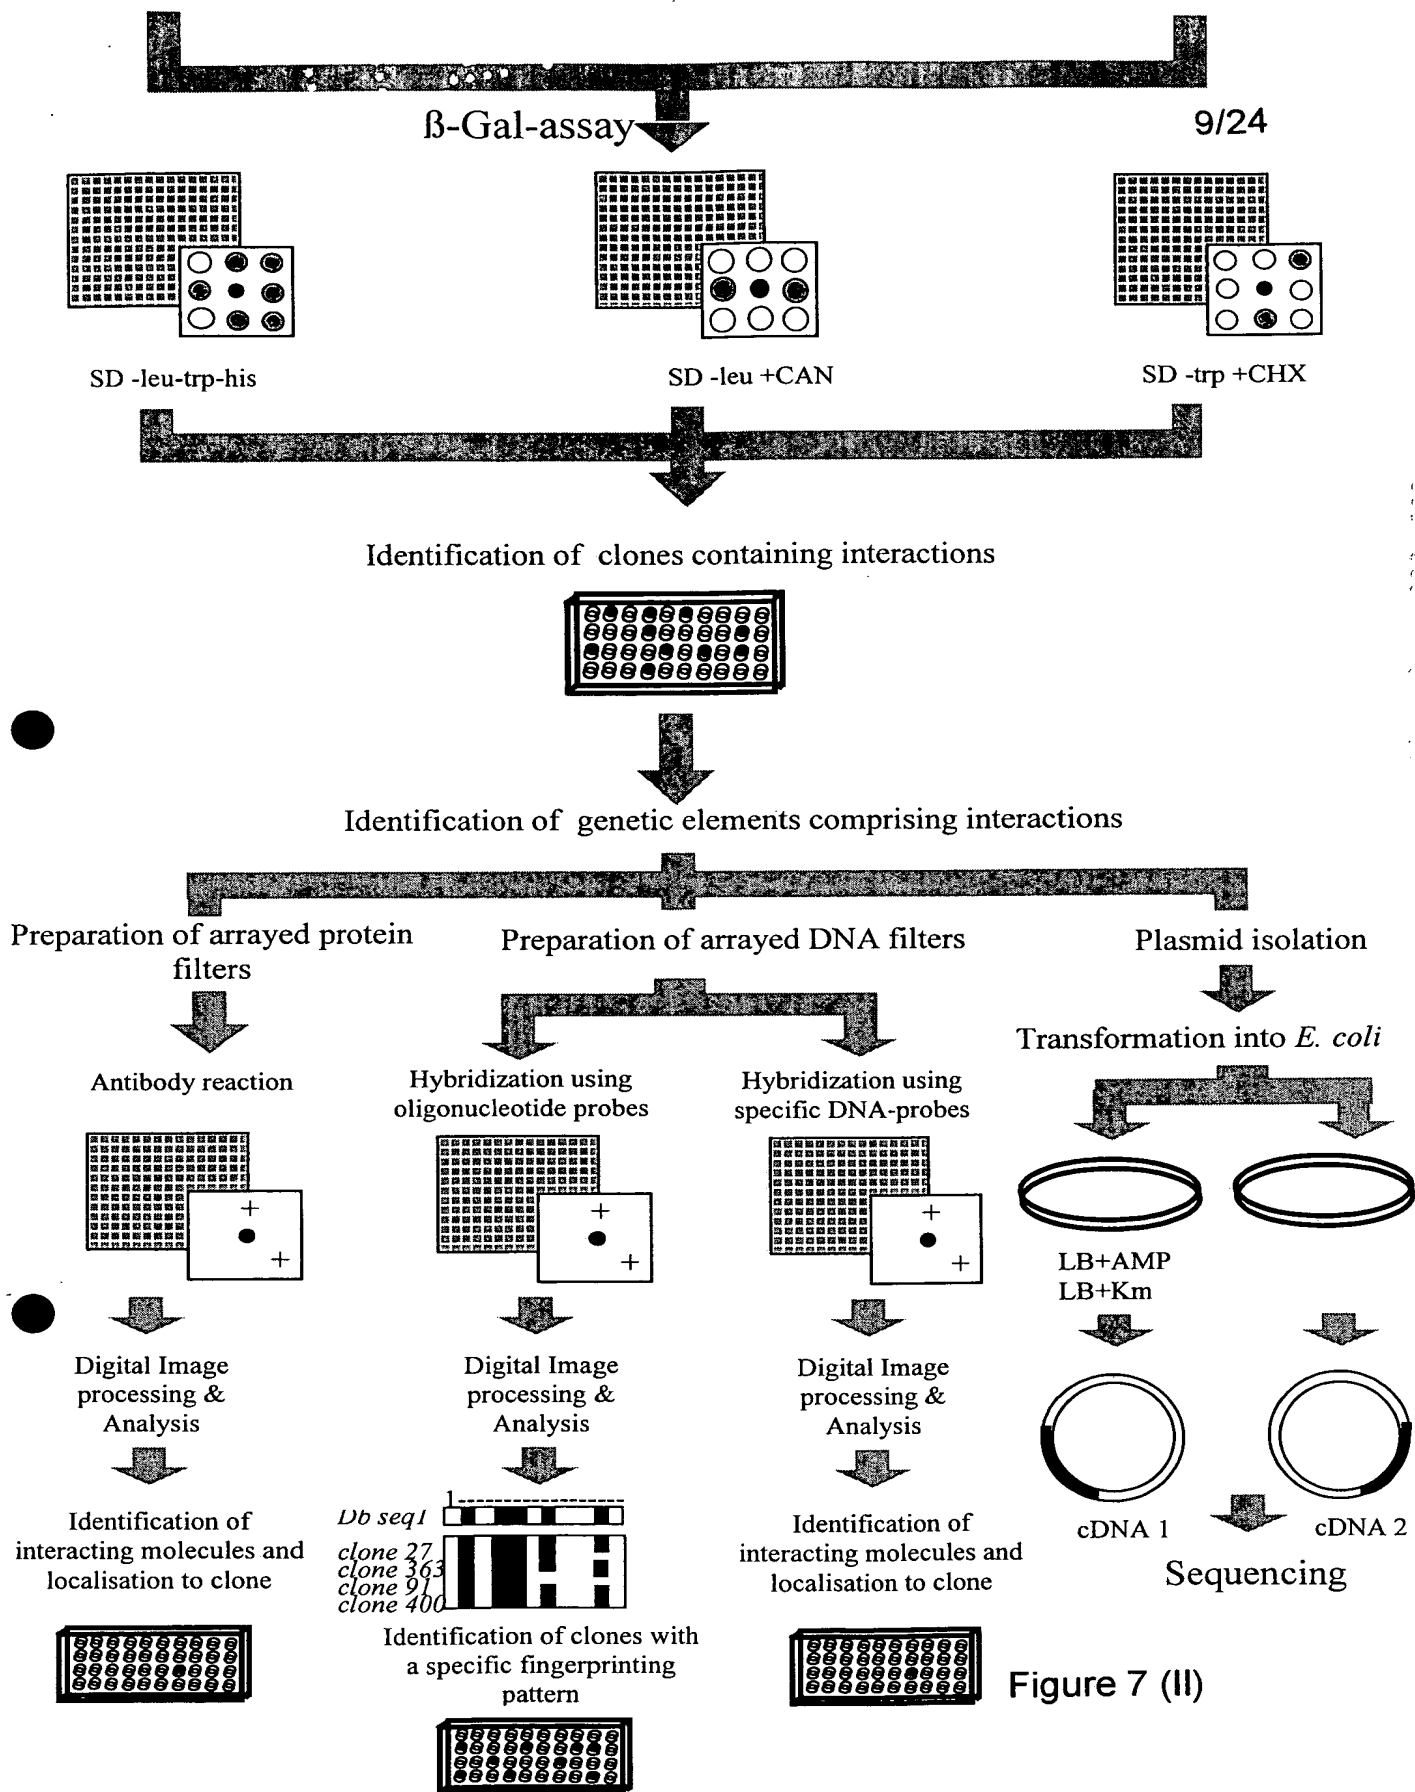 ß-Gal-assay
9/24
SD -leu-trp-his
SD -leu +CAN
SD -trp +CHX
Identification of clones containing interactions
Identification of genetic elements comprising interactions
Preparation of arrayed protein
filters
Preparation of arrayed DNA filters
Plasmid isolation
Transformation into E. coli
Antibody reaction
Hybridization using
oligonucleotide probes
Hybridization using
specific DNA-probes
LB+AMP
LB+Km
Digital Image
processing &
Analysis
Digital Image
processing &
Analysis
Digital Image
processing &
Analysis
1
Db seq1
clone 27
clone 363
clone 91
clone 400
Identification of
interacting molecules and
localisation to clone
Identification of clones with
a specific fingerprinting
pattern
Identification of
interacting molecules and
localisation to clone
cDNA 1
cDNA 2
Sequencing
Figure 7 (II)